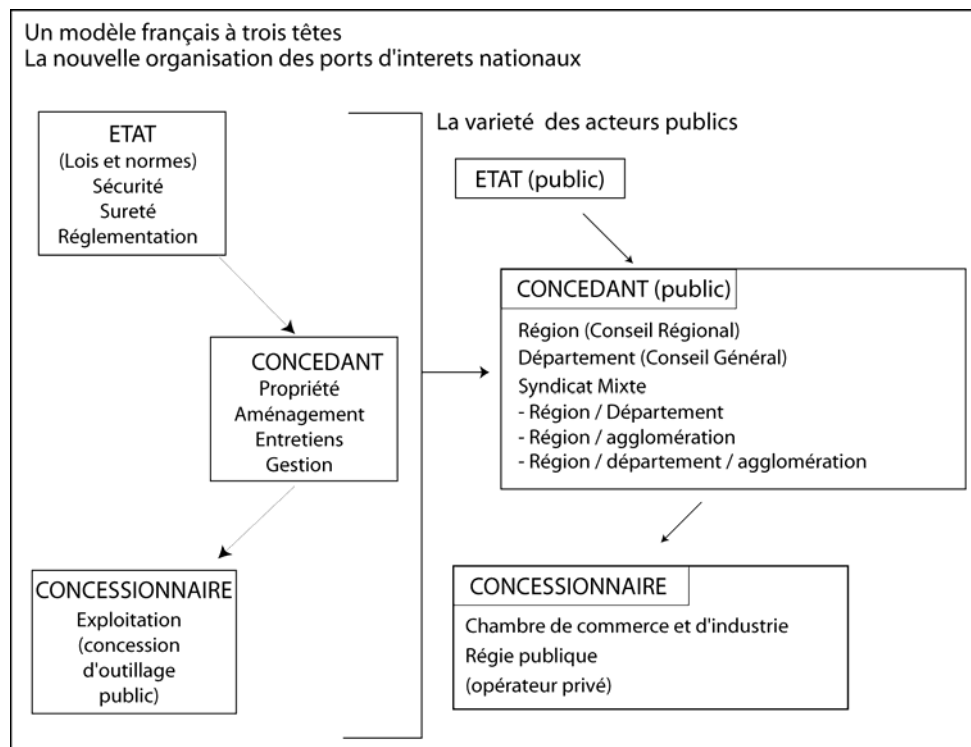 Un modèle français à trois têtes
La nouvelle organisation des ports d'interets nationaux
ETAT
(Lois et normes)
Sécurité
Sureté
Réglementation
CONCEDANT
Propriété
Aménagement
Entretiens
Gestion
CONCESSIONNAIRE
Exploitation
(concession
d'outillage
public)
La varieté des acteurs publics
ETAT (public)
CONCEDANT (public)
Région (Conseil Régional)
Département (Conseil Général)
Syndicat Mixte
- Région / Département
- Région / agglomération
- Région / département / agglomération
CONCESSIONNAIRE
Chambre de commerce et d'industrie
Régie publique
(opérateur privé)